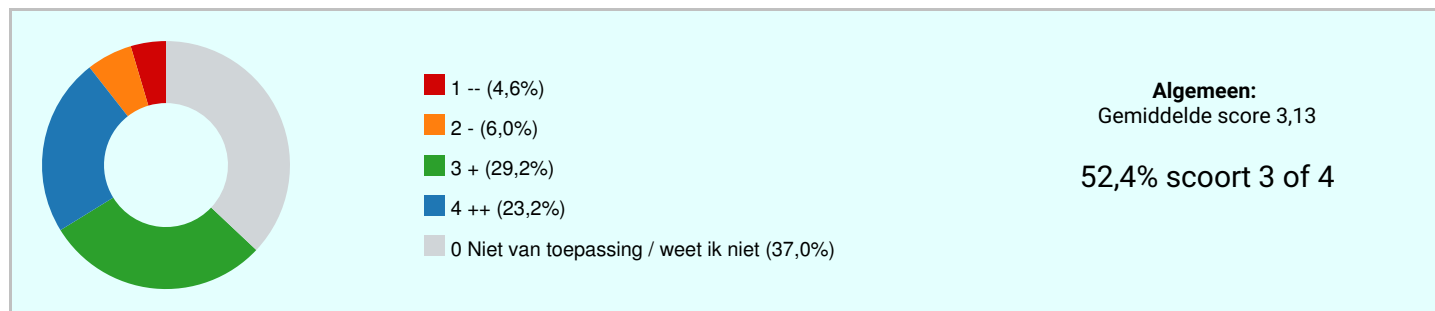 1 -- (4,6%)
2 - (6,0%)
3 + (29,2%)
4 ++ (23,2%)
0 Niet van toepassing / weet ik niet (37,0%)
Algemeen:
Gemiddelde score 3,13
52,4% scoort 3 of 4